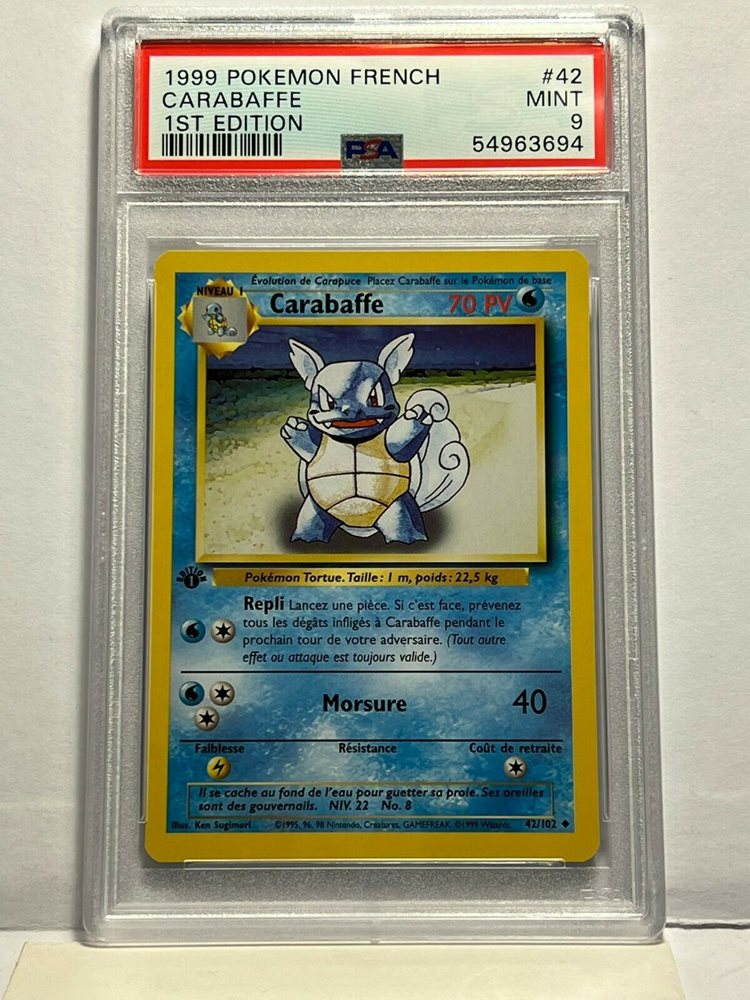 1999 POKEMON FRENCH #42
CARABAFFE MINT
1ST EDITION 9
PSA 54963694
Évolution de Carapuce Placez Carabaffe sur le Pokémon de base
NIVEAU 1
Carabaffe 70 PV
EDITION 1
Pokémon Tortue. Taille: 1 m, poids: 22,5 kg
Repli Lancez une pièce. Si c'est face, prévenez
tous les dégâts infligés à Carabaffe pendant le
prochain tour de votre adversaire. (Tout autre
effet ou attaque est toujours valide.)
Morsure 40
Faiblesse Résistance Coût de retraite
Il se cache au fond de l'eau pour guetter sa proie. Ses oreilles
sont des gouvernails. NIV. 22 No. 8
Illus. Ken Sugimori ©1995, 96, 98 Nintendo, Creatures, GAMEFREAK. ©1999 Wizards 42/102